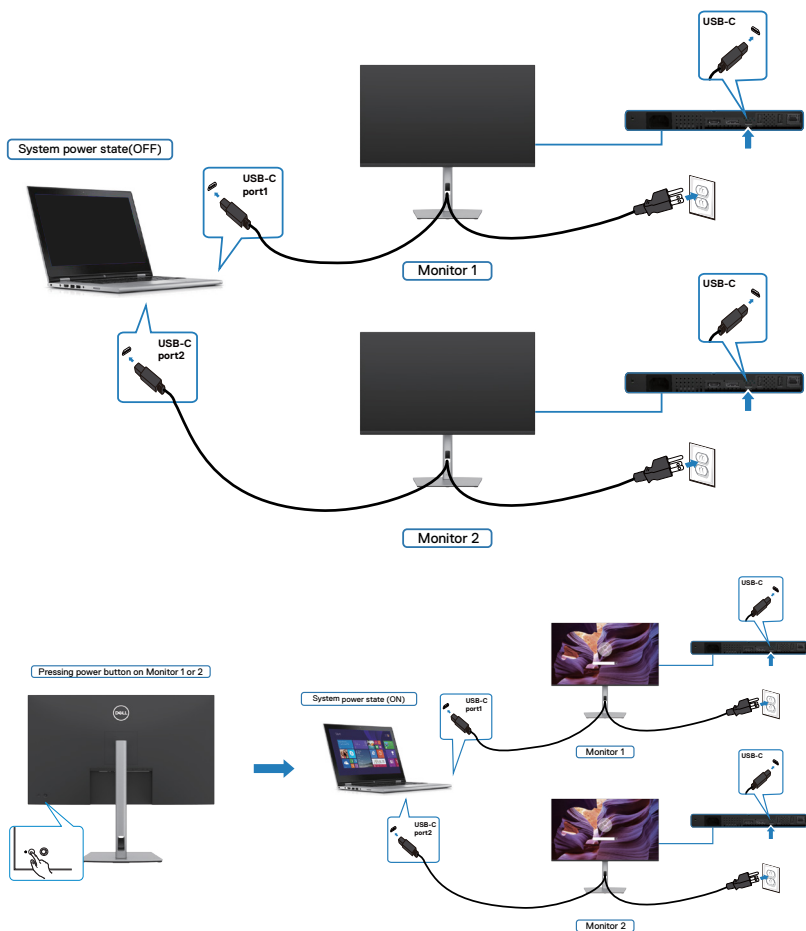 USB-C
System power state(OFF)
USB-C
port1
Monitor 1
USB-C
USB-C
port2
Monitor 2
USB-C
Pressing power button on Monitor 1 or 2
DELL
System power state (ON)
USB-C
port1
Monitor 1
USB-C
USB-C
port2
Monitor 2